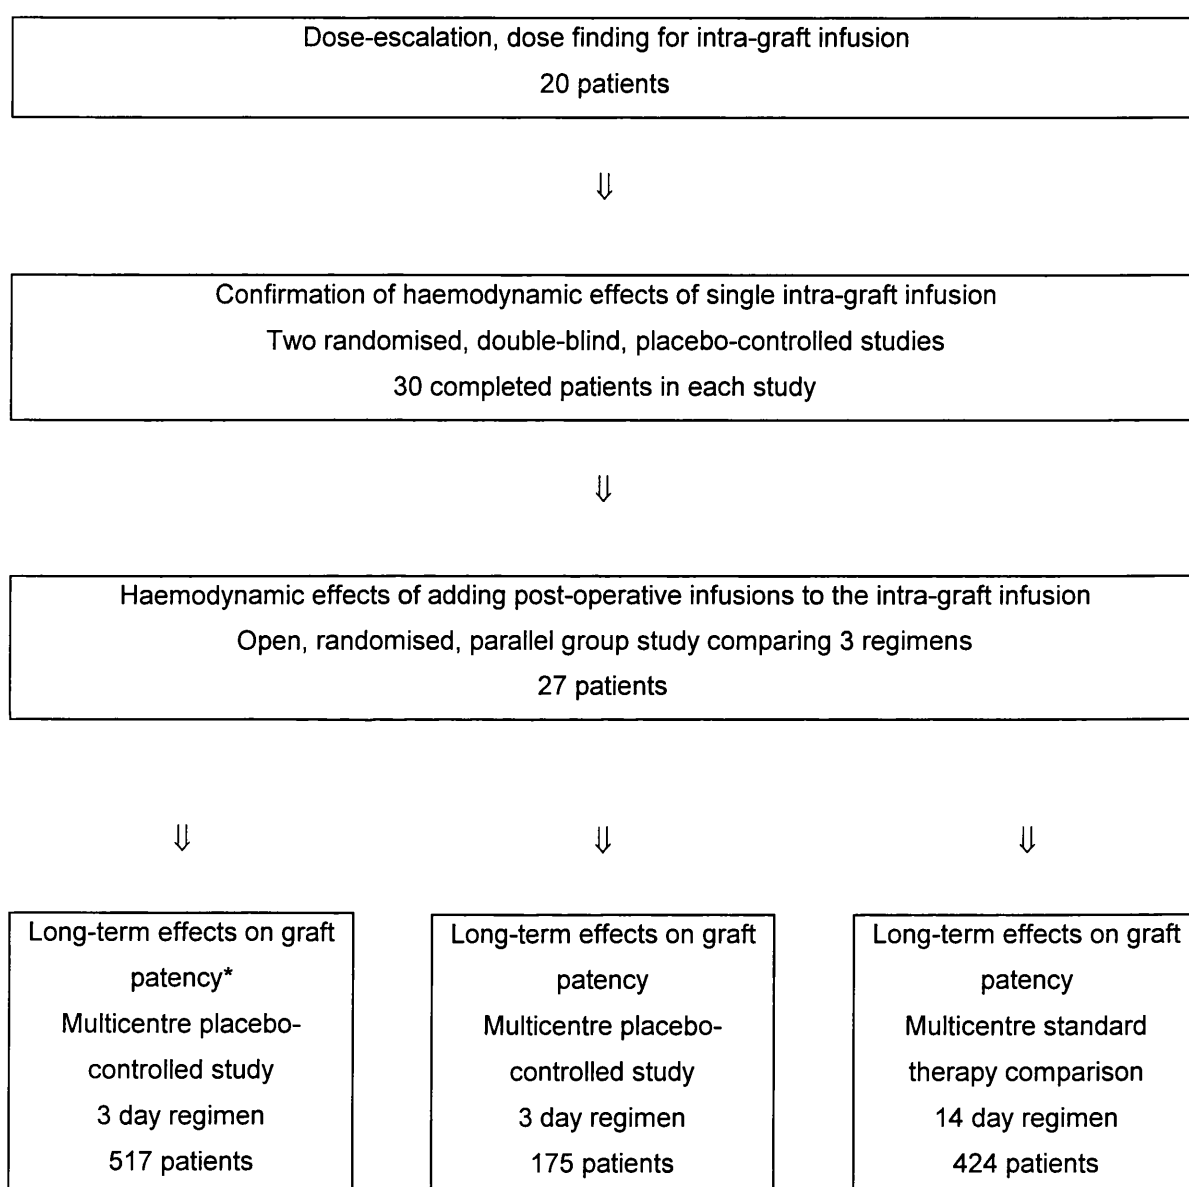 Dose-escalation, dose finding for intra-graft infusion
20 patients
⇓
Confirmation of haemodynamic effects of single intra-graft infusion
Two randomised, double-blind, placebo-controlled studies
30 completed patients in each study
⇓
Haemodynamic effects of adding post-operative infusions to the intra-graft infusion
Open, randomised, parallel group study comparing 3 regimens
27 patients
⇓ ⇓ ⇓
Long-term effects on graft
patency*
Multicentre placebo-
controlled study
3 day regimen
517 patients
Long-term effects on graft
patency
Multicentre placebo-
controlled study
3 day regimen
175 patients
Long-term effects on graft
patency
Multicentre standard
therapy comparison
14 day regimen
424 patients